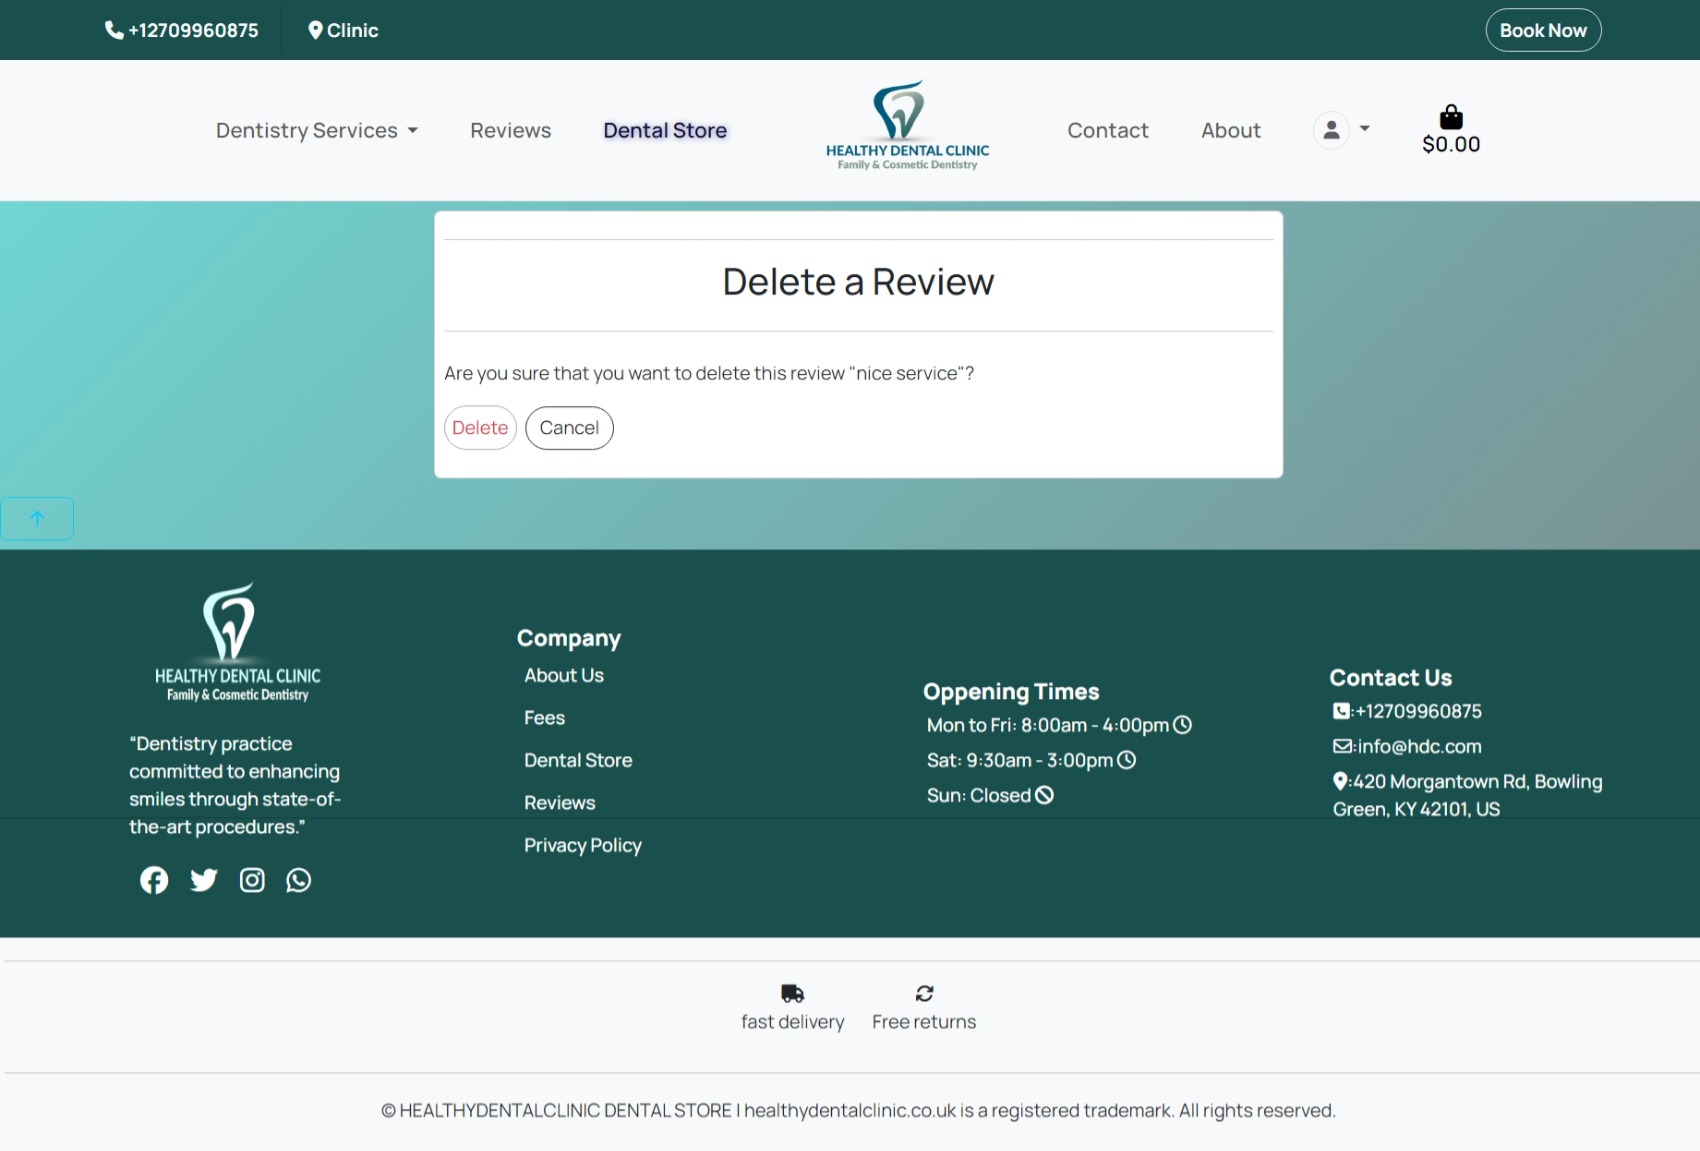 +12709960875
Clinic
Book Now
Dentistry Services
Reviews
Dental Store
HEALTHY DENTAL CLINIC
Family & Cosmetic Dentistry
Contact
About
$0.00
Delete a Review
Are you sure that you want to delete this review "nice service"?
Delete
Cancel
HEALTHY DENTAL CLINIC
Family & Cosmetic Dentistry
“Dentistry practice
committed to enhancing
smiles through state-of-
the-art procedures.”
Company
About Us
Fees
Dental Store
Reviews
Privacy Policy
Oppening Times
Mon to Fri: 8:00am - 4:00pm
Sat: 9:30am - 3:00pm
Sun: Closed
Contact Us
:+12709960875
:info@hdc.com
:420 Morgantown Rd, Bowling
Green, KY 42101, US
fast delivery
Free returns
© HEALTHYDENTALCLINIC DENTAL STORE | healthydentalclinic.co.uk is a registered trademark. All rights reserved.